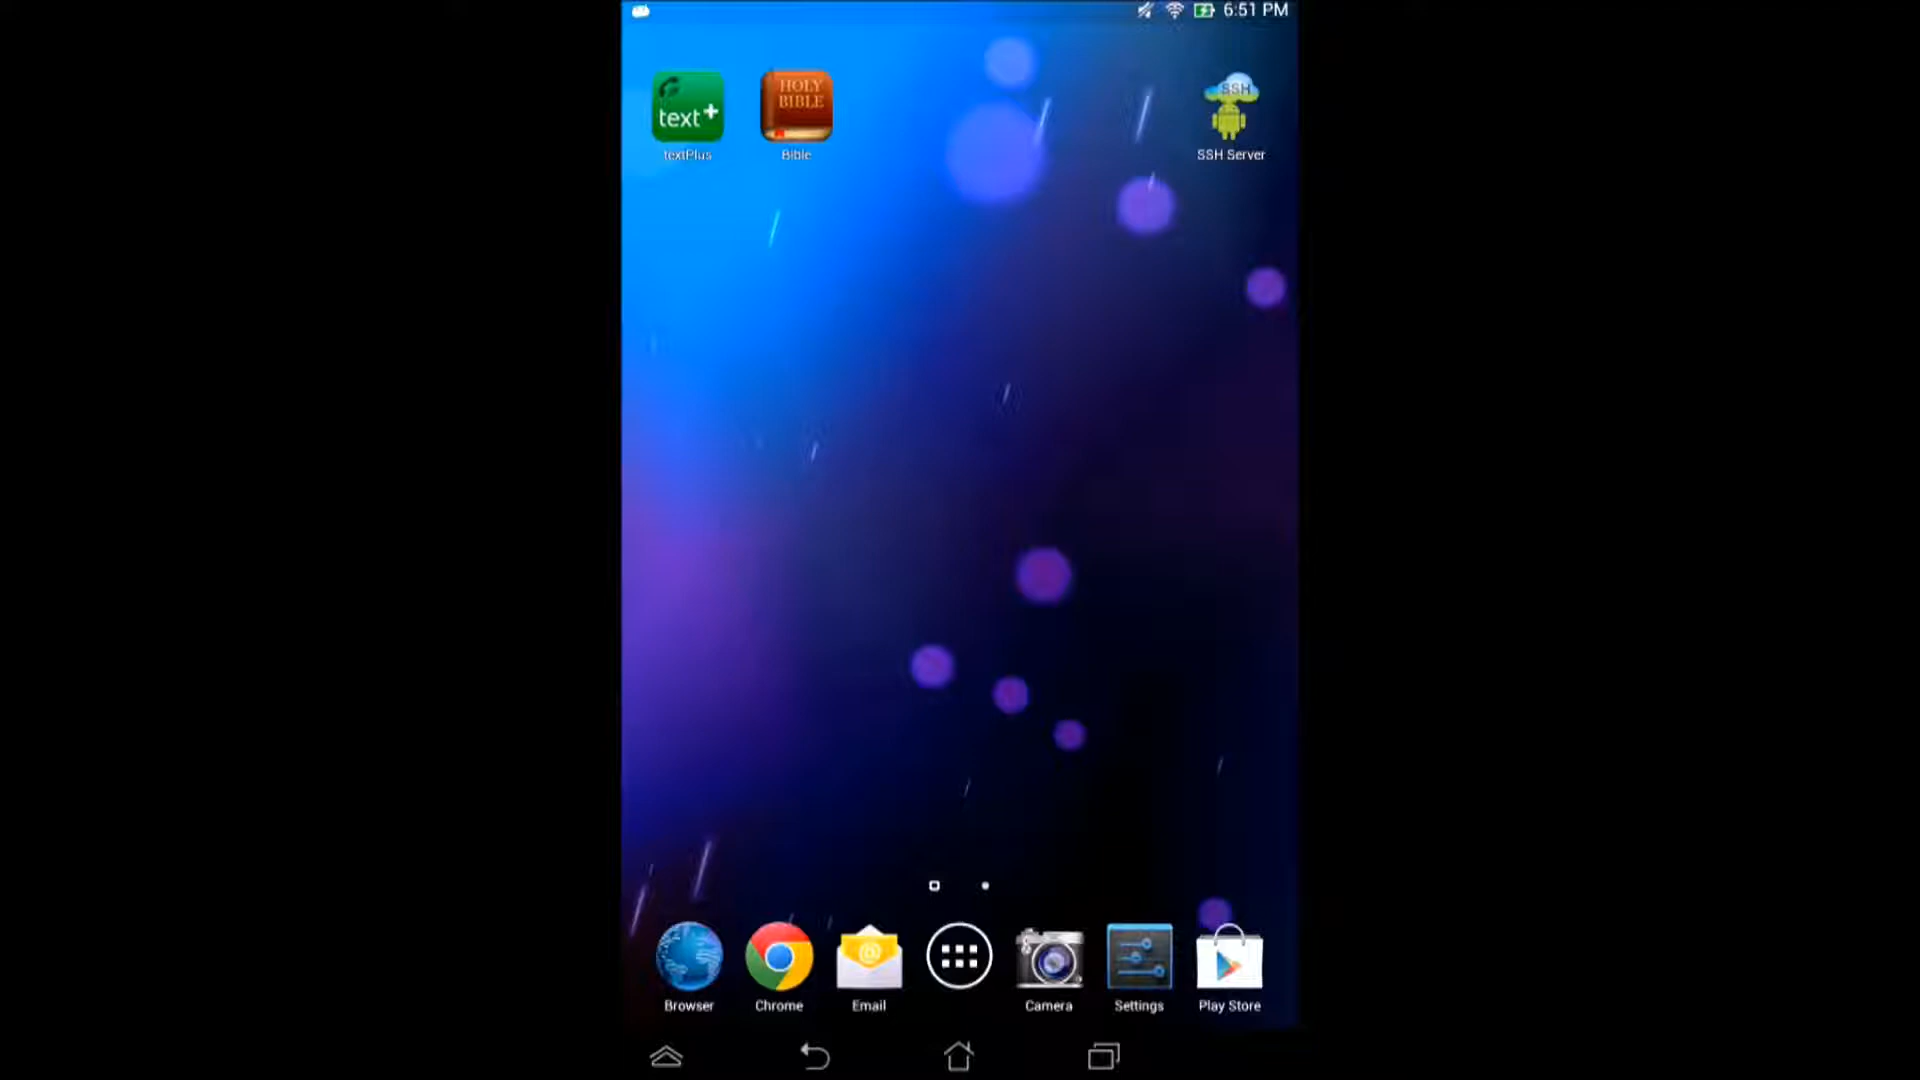 6:51 PM
text+
HOLY
BIBLE
SSH
textPlus
Bible
SSH Server
@
Browser
Chrome
Email
Camera
Settings
Play Store